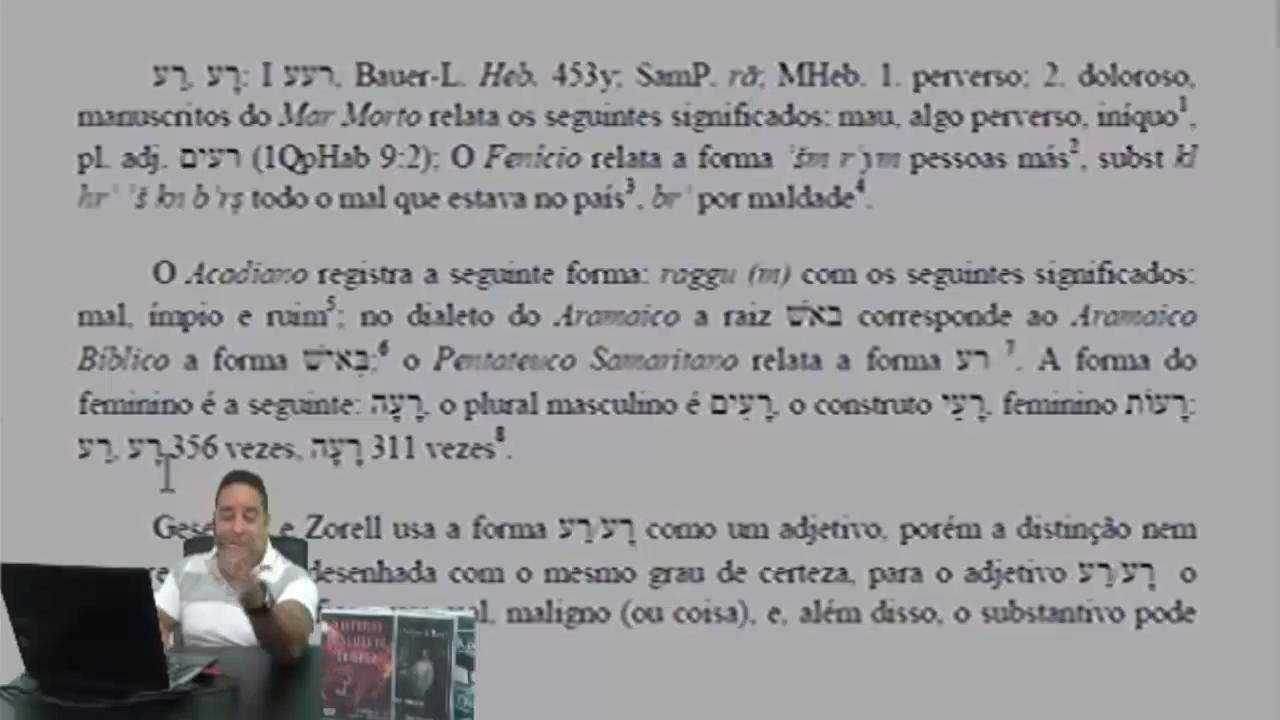 רָע, רַע: I רעע, Bauer-L. Heb. 453y; SamP. rā; MHeb. 1. perverso; 2. doloroso,
manuscritos do Mar Morto relata os seguintes significados: mau, algo perverso, iníquo¹,
pl. adj. רעים (1QpHab 9:2); O Fenício relata a forma ʾšm rʿm pessoas más², subst kl
hrʿ ʾš kn bʾrṣ todo o mal que estava no país³, brʿ por maldade⁴.
O Acadiano registra a seguinte forma: raggu (m) com os seguintes significados:
mal, ímpio e ruim⁵; no dialeto do Aramaico a raiz באשׁ corresponde ao Aramaico
Bíblico a forma בְּאִישׁ;⁶ o Pentateuco Samaritano relata a forma רע ⁷. A forma do
feminino é a seguinte: רָעָה, o plural masculino é רָעִים, o construto רָעֵי, feminino רָעוֹת:
רַע, רָע 356 vezes, רָעָה 311 vezes⁸.
e Zorell usa a forma רָע/רַע como um adjetivo, porém a distinção nem
desenhada com o mesmo grau de certeza, para o adjetivo רָע/רַע o
maligno (ou coisa), e, além disso, o substantivo pode